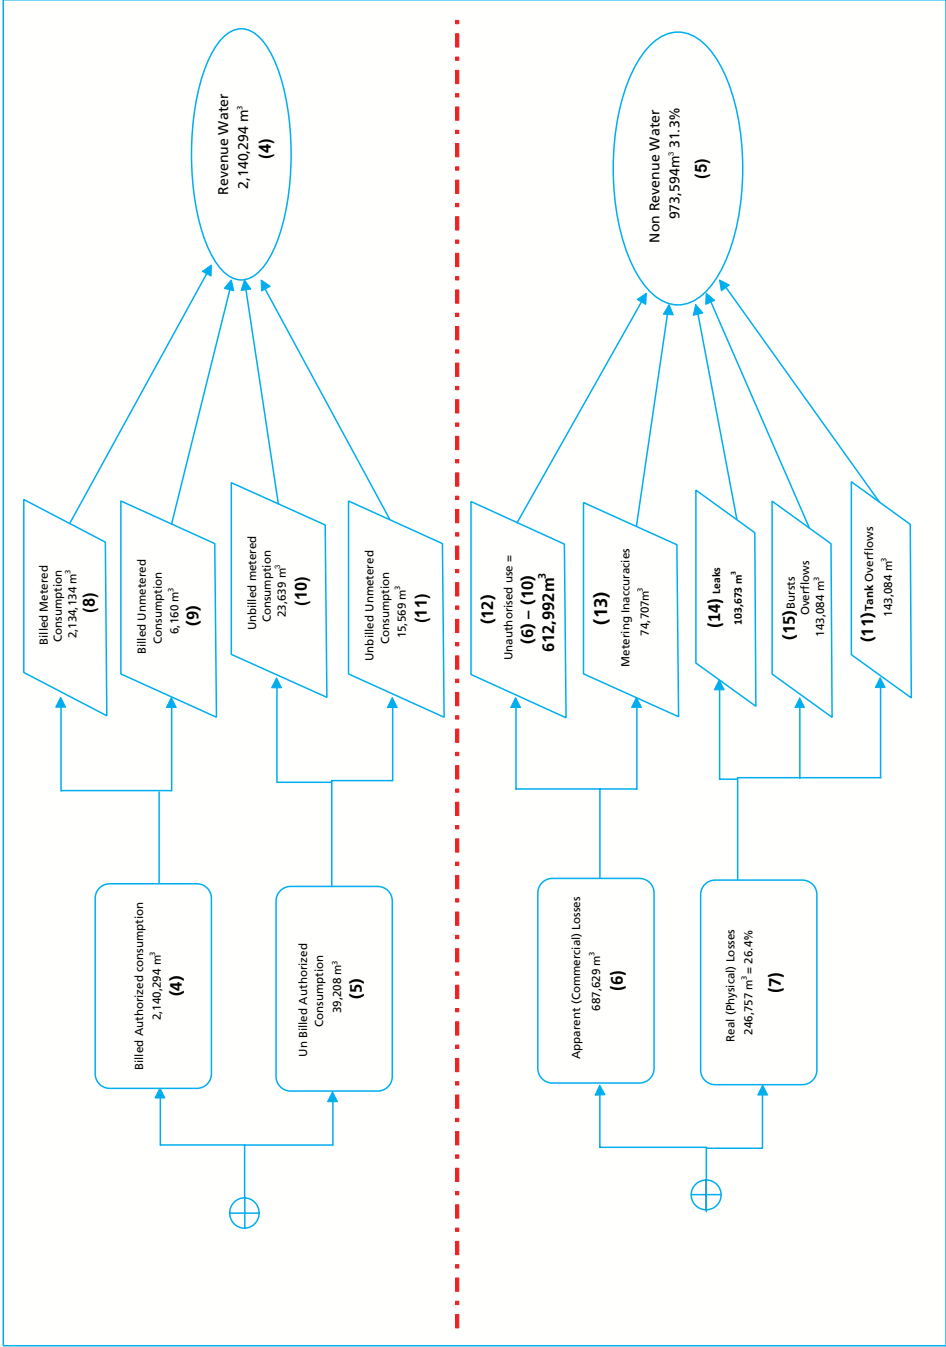 Billed Authorized consumption
2,140,294 m³
(4)
Un Billed Authorized
Consumption
39,208 m³
(5)
Billed Metered
Consumption
2,134,134 m³
(8)
Billed Unmetered
Consumption
6,160 m³
(9)
Unbilled metered
Consumption
23,639 m³
(10)
Unbilled Unmetered
Consumption
15,569 m³
(11)
Revenue Water
2,140,294 m³
(4)
Apparent (Commercial) Losses
687,629 m³
(6)
Real (Physical) Losses
246,757 m³ = 26.4%
(7)
(12)
Unauthorised use =
(6) – (10)
612,992m³
(13)
Metering Inaccuracies
74,707m³
(14) Leaks
103,673 m³
(15) Bursts
Overflows
143,084 m³
(11) Tank Overflows
143,084 m³
Non Revenue Water
973,594m³ 31.3%
(5)